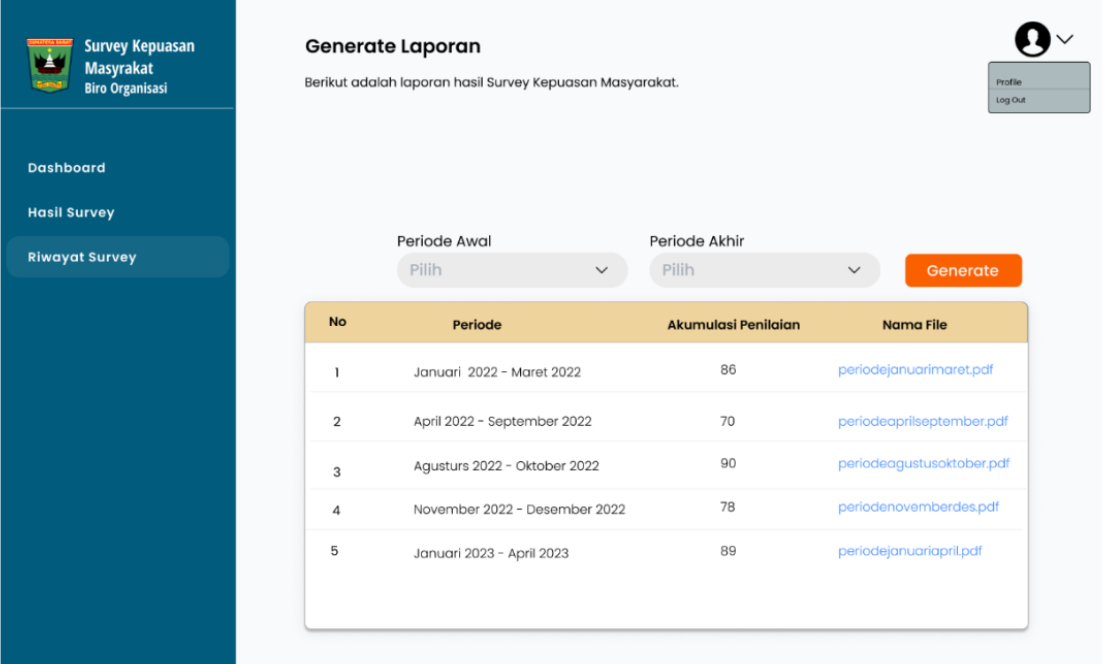 SUMATERA BARAT
Survey Kepuasan
Masyrakat
Biro Organisasi
Dashboard
Hasil Survey
Riwayat Survey
Generate Laporan
Berikut adalah laporan hasil Survey Kepuasan Masyarakat.
Profile
Log Out
Periode Awal
Periode Akhir
Pilih
Pilih
Generate
No Periode Akumulasi Penilaian Nama File
1 Januari 2022 - Maret 2022 86 periodejanuarimaret.pdf
2 April 2022 - September 2022 70 periodeaprilseptember.pdf
3 Agusturs 2022 - Oktober 2022 90 periodeagustusoktober.pdf
4 November 2022 - Desember 2022 78 periodenovemberdes.pdf
5 Januari 2023 - April 2023 89 periodejanuariapril.pdf